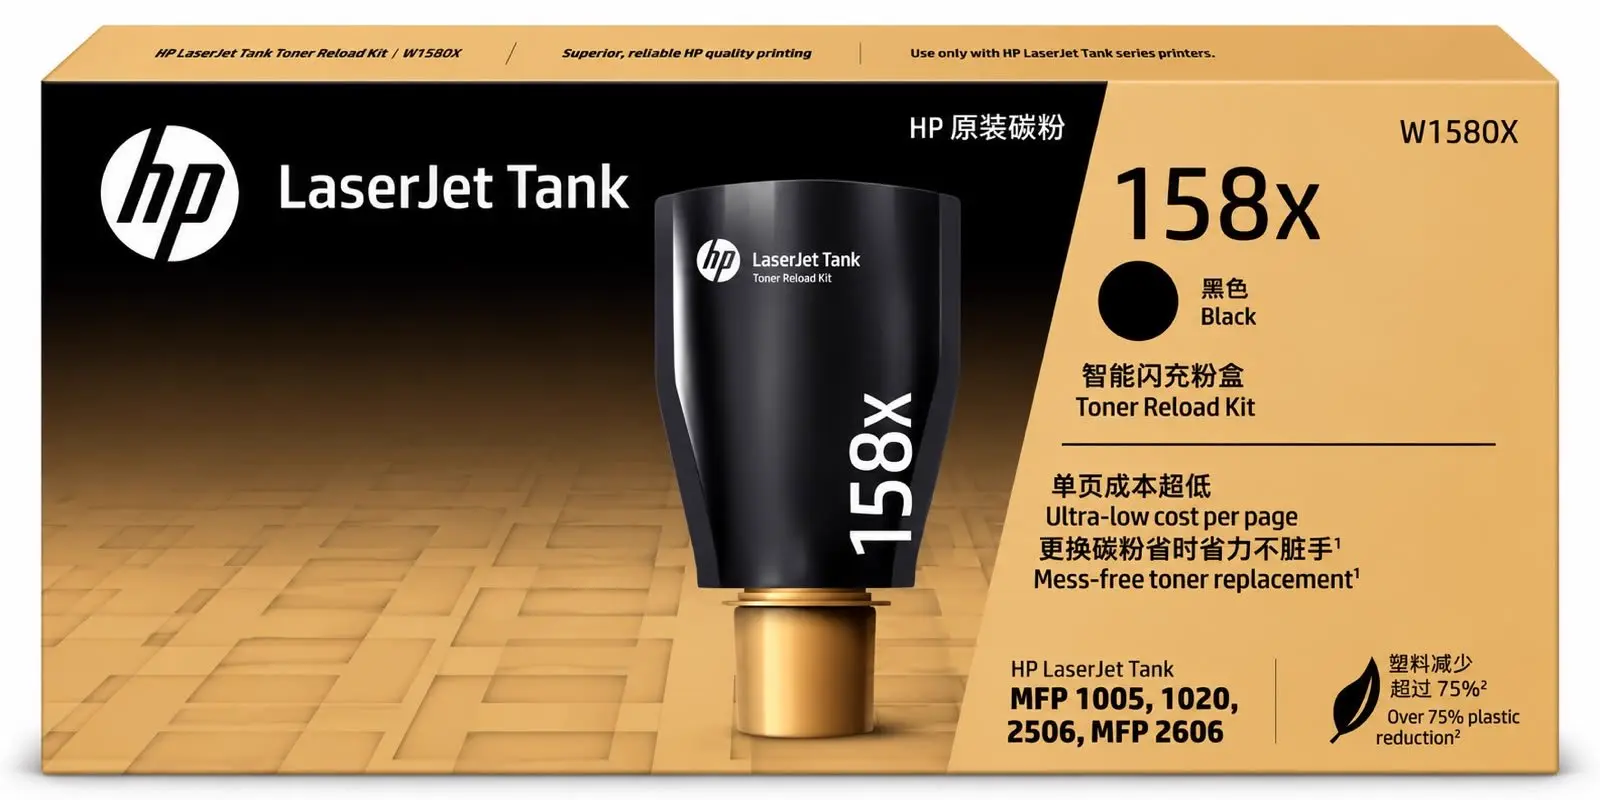 HP LaserJet Tank Toner Reload Kit / W1580X / Superior, reliable HP quality printing | Use only with HP LaserJet Tank series printers.
HP 原装碳粉
W1580X
hp LaserJet Tank
158x
hp LaserJet Tank
Toner Reload Kit
158x
黑色
Black
智能闪充粉盒
Toner Reload Kit
单页成本超低
Ultra-low cost per page
更换碳粉省时省力不脏手¹
Mess-free toner replacement¹
HP LaserJet Tank
MFP 1005, 1020,
2506, MFP 2606
塑料减少
超过 75%²
Over 75% plastic
reduction²